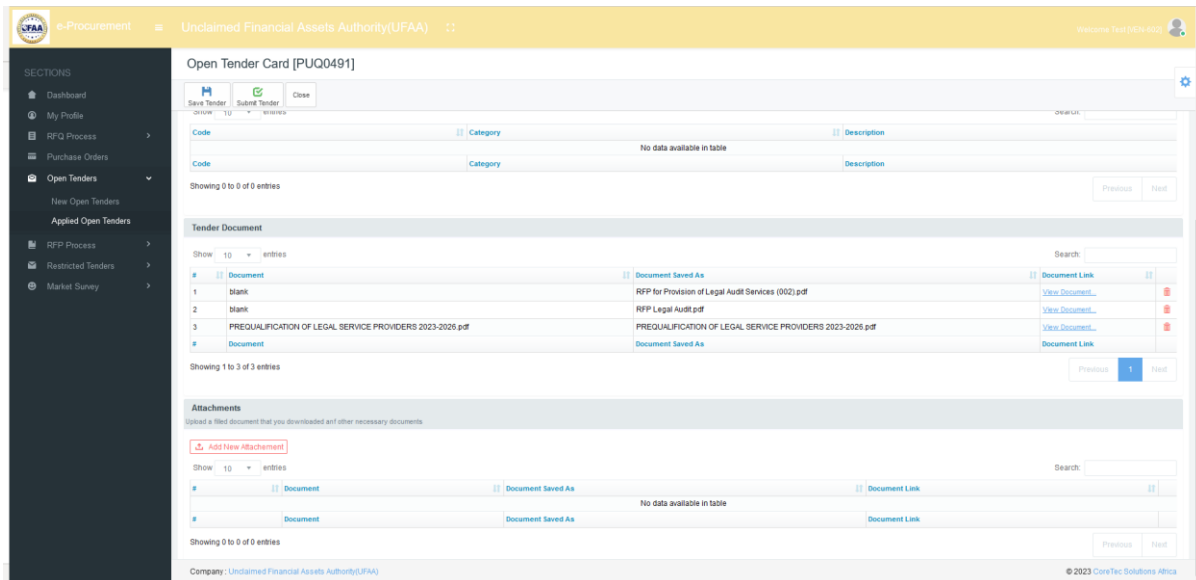 UFAA
e-Procurement
Unclaimed Financial Assets Authority(UFAA)
Welcome Test
SECTIONS
Dashboard
My Profile
RFQ Process
Purchase Orders
Open Tenders
New Open Tenders
Applied Open Tenders
RFP Process
Restricted Tenders
Market Survey
Open Tender Card [PUQ0491]
Save Tender Submit Tender Close
Show 10 entries Search:
Code Category Description
No data available in table
Code Category Description
Showing 0 to 0 of 0 entries Previous Next
Tender Document
Show 10 entries Search:
# Document Document Saved As Document Link
1 blank RFP for Provision of Legal Audit Services (002).pdf View Document...
2 blank RFP Legal Audit.pdf View Document...
3 PREQUALIFICATION OF LEGAL SERVICE PROVIDERS 2023-2026.pdf PREQUALIFICATION OF LEGAL SERVICE PROVIDERS 2023-2026.pdf View Document...
# Document Document Saved As Document Link
Showing 1 to 3 of 3 entries Previous 1 Next
Attachments
Upload a filled document that you downloaded anf other necessary documents
Add New Attachement
Show 10 entries Search:
# Document Document Saved As Document Link
No data available in table
# Document Document Saved As Document Link
Showing 0 to 0 of 0 entries Previous Next
Company : Unclaimed Financial Assets Authority(UFAA) © 2023 CoreTec Solutions Africa